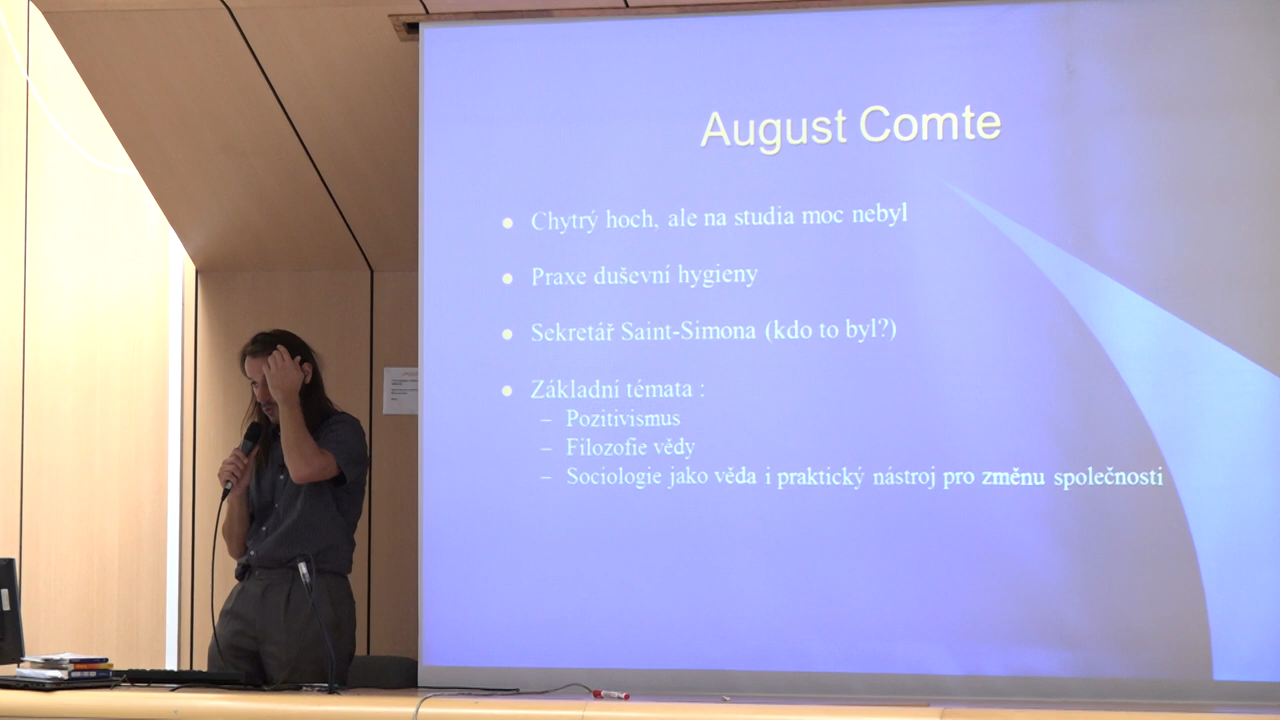 August Comte
● Chytrý hoch, ale na studia moc nebyl
● Praxe duševní hygieny
● Sekretář Saint-Simona (kdo to byl?)
● Základní témata :
– Pozitivismus
– Filozofie vědy
– Sociologie jako věda i praktický nástroj pro změnu společnosti